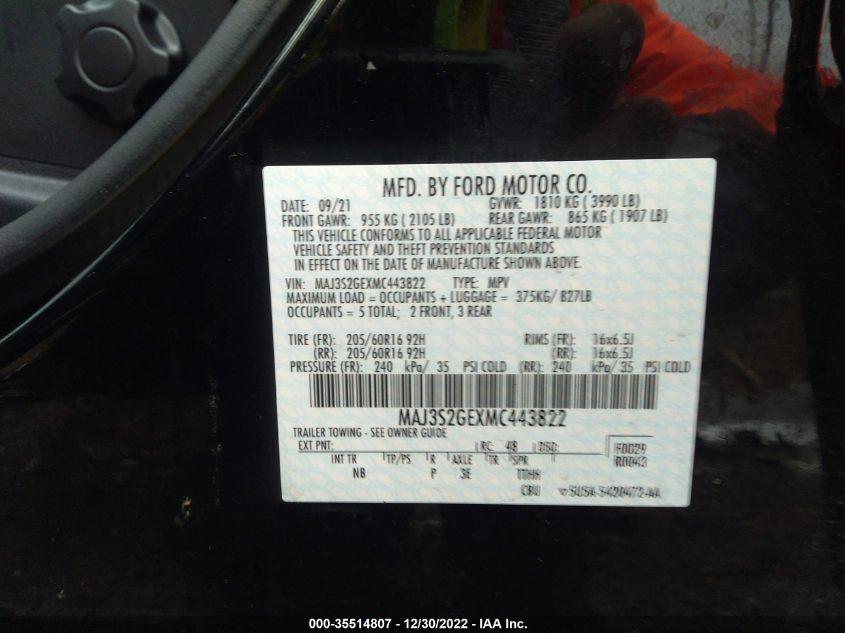 MFD. BY FORD MOTOR CO.
DATE: 09/21 GVWR: 1810 KG ( 3990 LB)
FRONT GAWR: 955 KG ( 2105 LB) REAR GAWR: 865 KG ( 1907 LB)
THIS VEHICLE CONFORMS TO ALL APPLICABLE FEDERAL MOTOR
VEHICLE SAFETY AND THEFT PREVENTION STANDARDS
IN EFFECT ON THE DATE OF MANUFACTURE SHOWN ABOVE.
VIN: MAJ3S2GEXMC443822 TYPE: MPV
MAXIMUM LOAD = OCCUPANTS + LUGGAGE = 375KG/ 827LB
OCCUPANTS = 5 TOTAL; 2 FRONT, 3 REAR
TIRE (FR): 205/60R16 92H RIMS (FR): 16x6.5J
(RR): 205/60R16 92H (RR): 16x6.5J
PRESSURE (FR): 240 kPa/ 35 PSI COLD (RR): 240 kPa/ 35 PSI COLD
MAJ3S2GEXMC443822
TRAILER TOWING - SEE OWNER GUIDE
EXT PNT: RC: 48 DSO: F0029
INT TR TP/PS R AXLE TR SPR R0043
NB P 3E TTHH
CBU
000-35514807 - 12/30/2022 - IAA Inc.